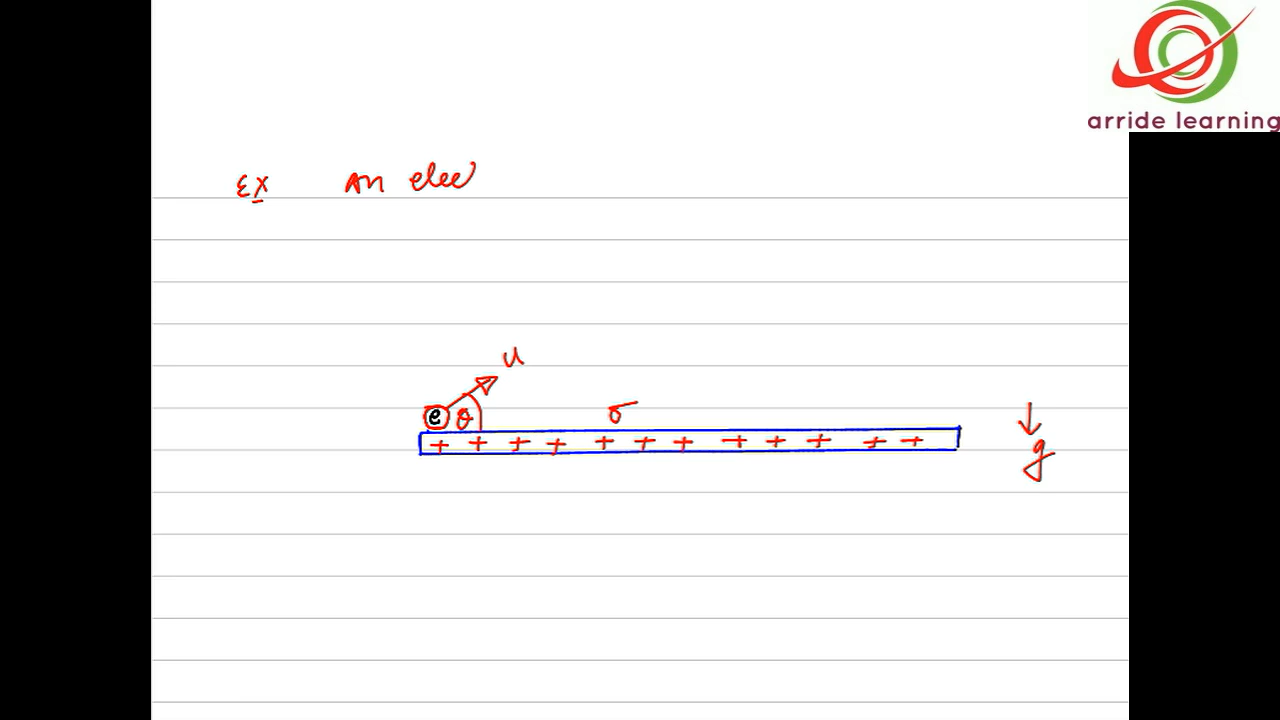 arride learning
Ex An elec
u
e θ σ
+ + + + + + + + + + + +
g